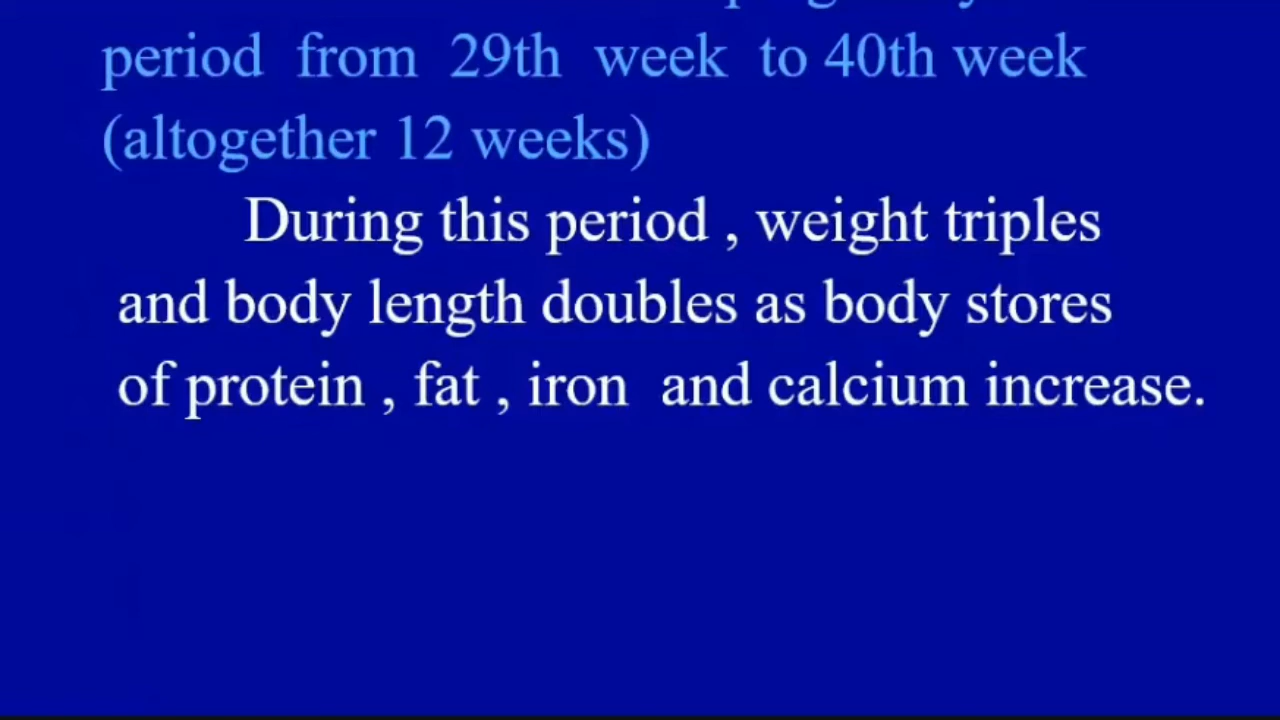 period from 29th week to 40th week
(altogether 12 weeks)
During this period , weight triples
and body length doubles as body stores
of protein , fat , iron and calcium increase.